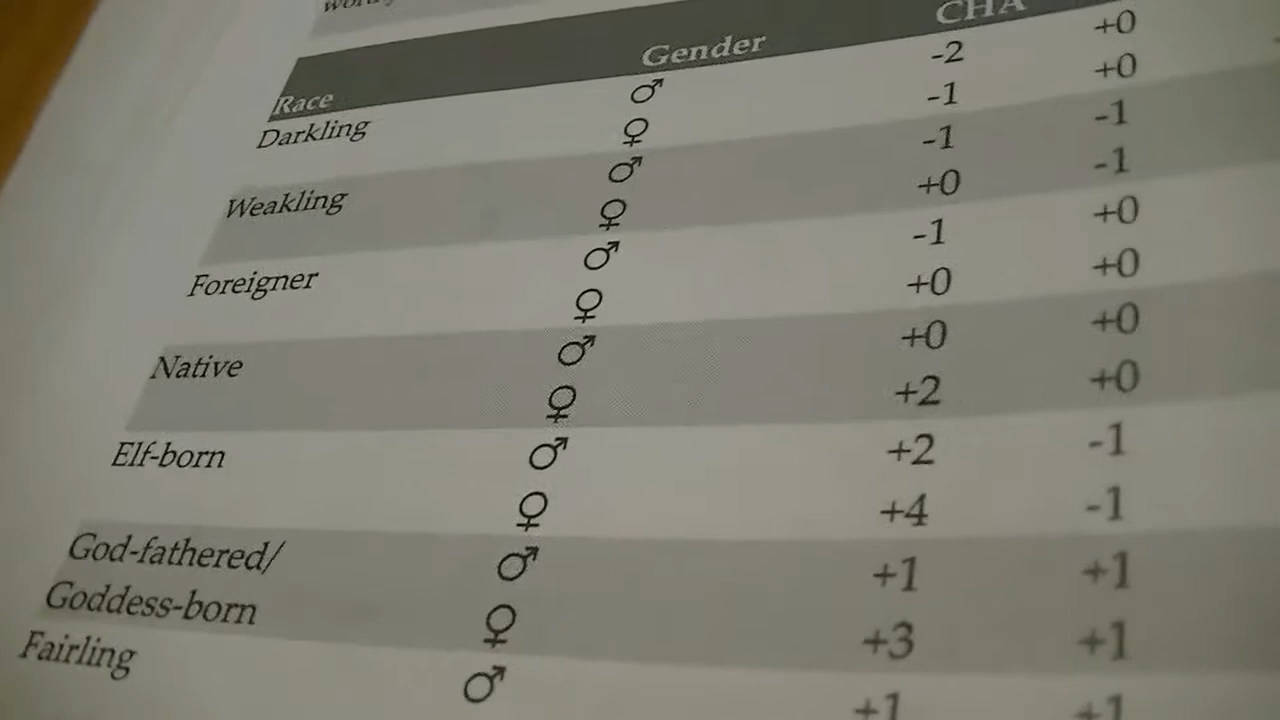 Race Gender CHA
Darkling ♂ -2 +0
♀ -1 +0
Weakling ♂ -1 -1
♀ +0 -1
Foreigner ♂ -1 +0
♀ +0 +0
Native ♂ +0 +0
♀ +2 +0
Elf-born ♂ +2 -1
♀ +4 -1
God-fathered/ ♂ +1 +1
Goddess-born ♀ +3 +1
Fairling ♂ +1 +1